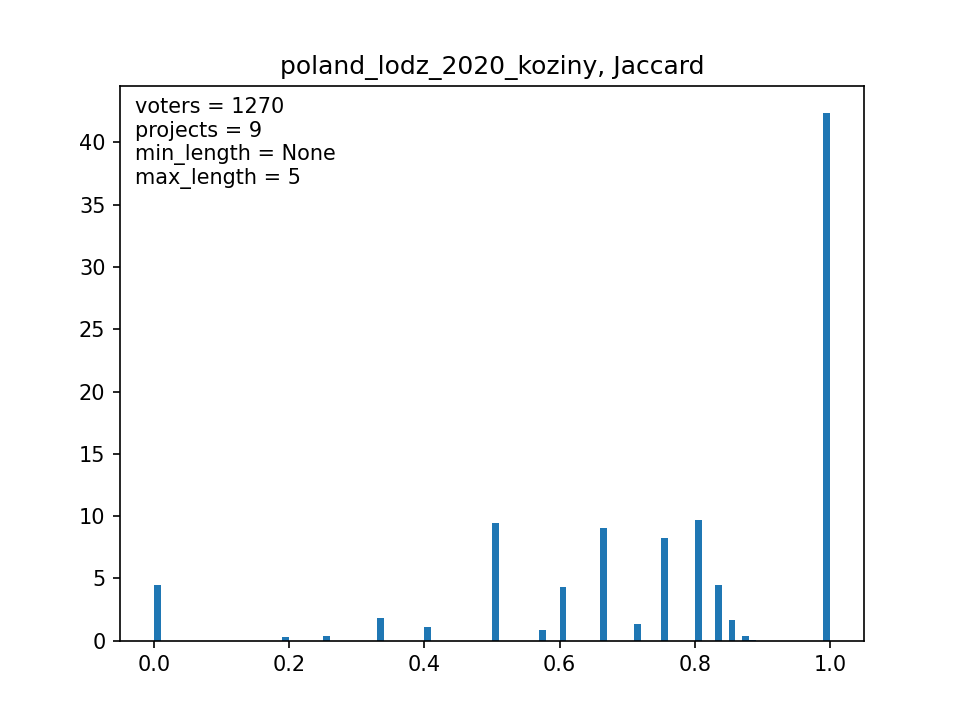 poland_lodz_2020_koziny, Jaccard
voters = 1270
projects = 9
min_length = None
max_length = 5
40
35
30
25
20
15
10
5
0
0.0 0.2 0.4 0.6 0.8 1.0